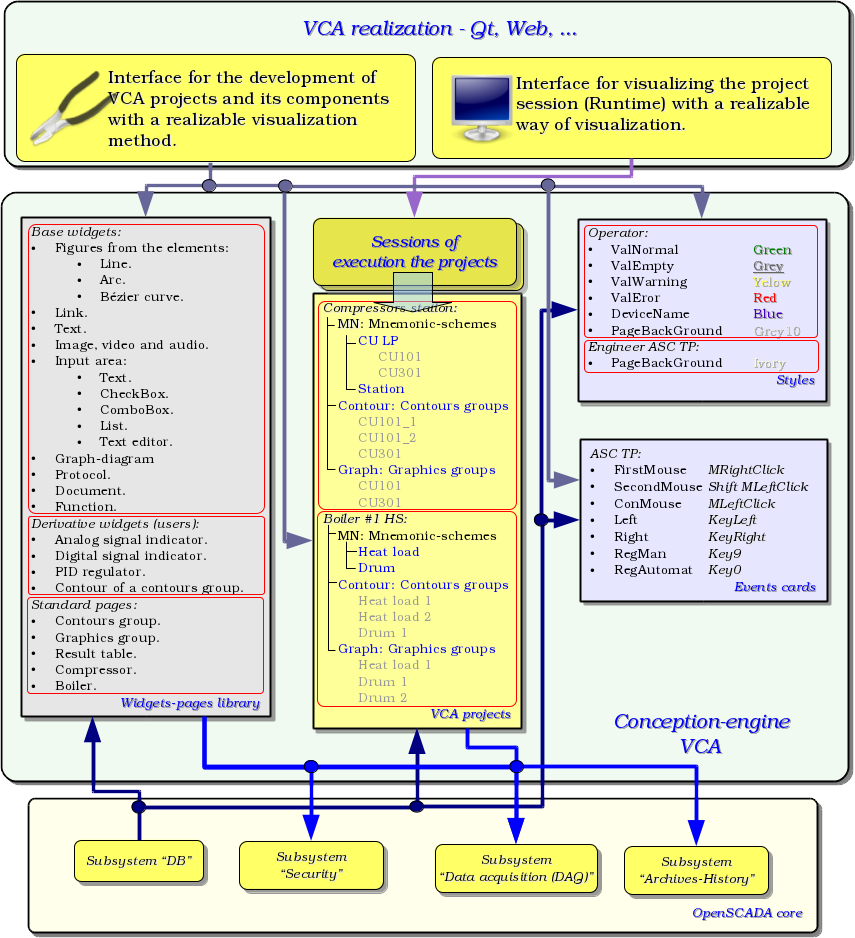 VCA realization - Qt, Web, ...
Interface for the development of
VCA projects and its components
with a realizable visualization
method.
Interface for visualizing the project
session (Runtime) with a realizable
way of visualization.
Base widgets:
• Figures from the elements:
• Line.
• Arc.
• Bézier curve.
• Link.
• Text.
• Image, video and audio.
• Input area:
• Text.
• CheckBox.
• ComboBox.
• List.
• Text editor.
• Graph-diagram
• Protocol.
• Document.
• Function.
Derivative widgets (users):
• Analog signal indicator.
• Digital signal indicator.
• PID regulator.
• Contour of a contours group.
Standard pages:
• Contours group.
• Graphics group.
• Result table.
• Compressor.
• Boiler.
Widgets-pages library
Sessions of
execution the projects
Compressors station:
MN: Mnemonic-schemes
CU LP
CU101
CU301
Station
Contour: Contours groups
CU101_1
CU101_2
CU301
Graph: Graphics groups
CU101
CU301
Boiler #1 HS:
MN: Mnemonic-schemes
Heat load
Drum
Contour: Contours groups
Heat load 1
Heat load 2
Drum 1
Graph: Graphics groups
Heat load 1
Drum 1
Drum 2
VCA projects
Operator:
• ValNormal Green
• ValEmpty Grey
• ValWarning Yelow
• ValEror Red
• DeviceName Blue
• PageBackGround Grey10
Engineer ASC TP:
• PageBackGround Ivory
Styles
ASC TP:
• FirstMouse MRightClick
• SecondMouse Shift MLeftClick
• ConMouse MLeftClick
• Left KeyLeft
• Right KeyRight
• RegMan Key9
• RegAutomat Key0
Events cards
Conception-engine
VCA
Subsystem “DB”
Subsystem
“Security”
Subsystem
“Data acquisition (DAQ)”
Subsystem
“Archives-History”
OpenSCADA core